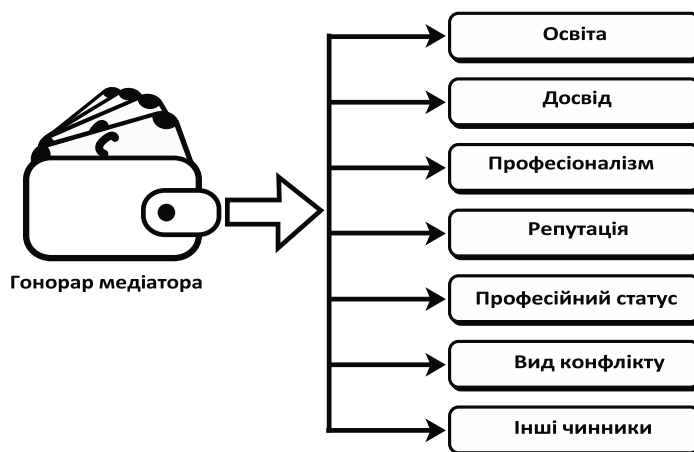 Освіта
Досвід
Професіоналізм
Репутація
Гонорар медіатора
Професійний статус
Вид конфлікту
Інші чинники